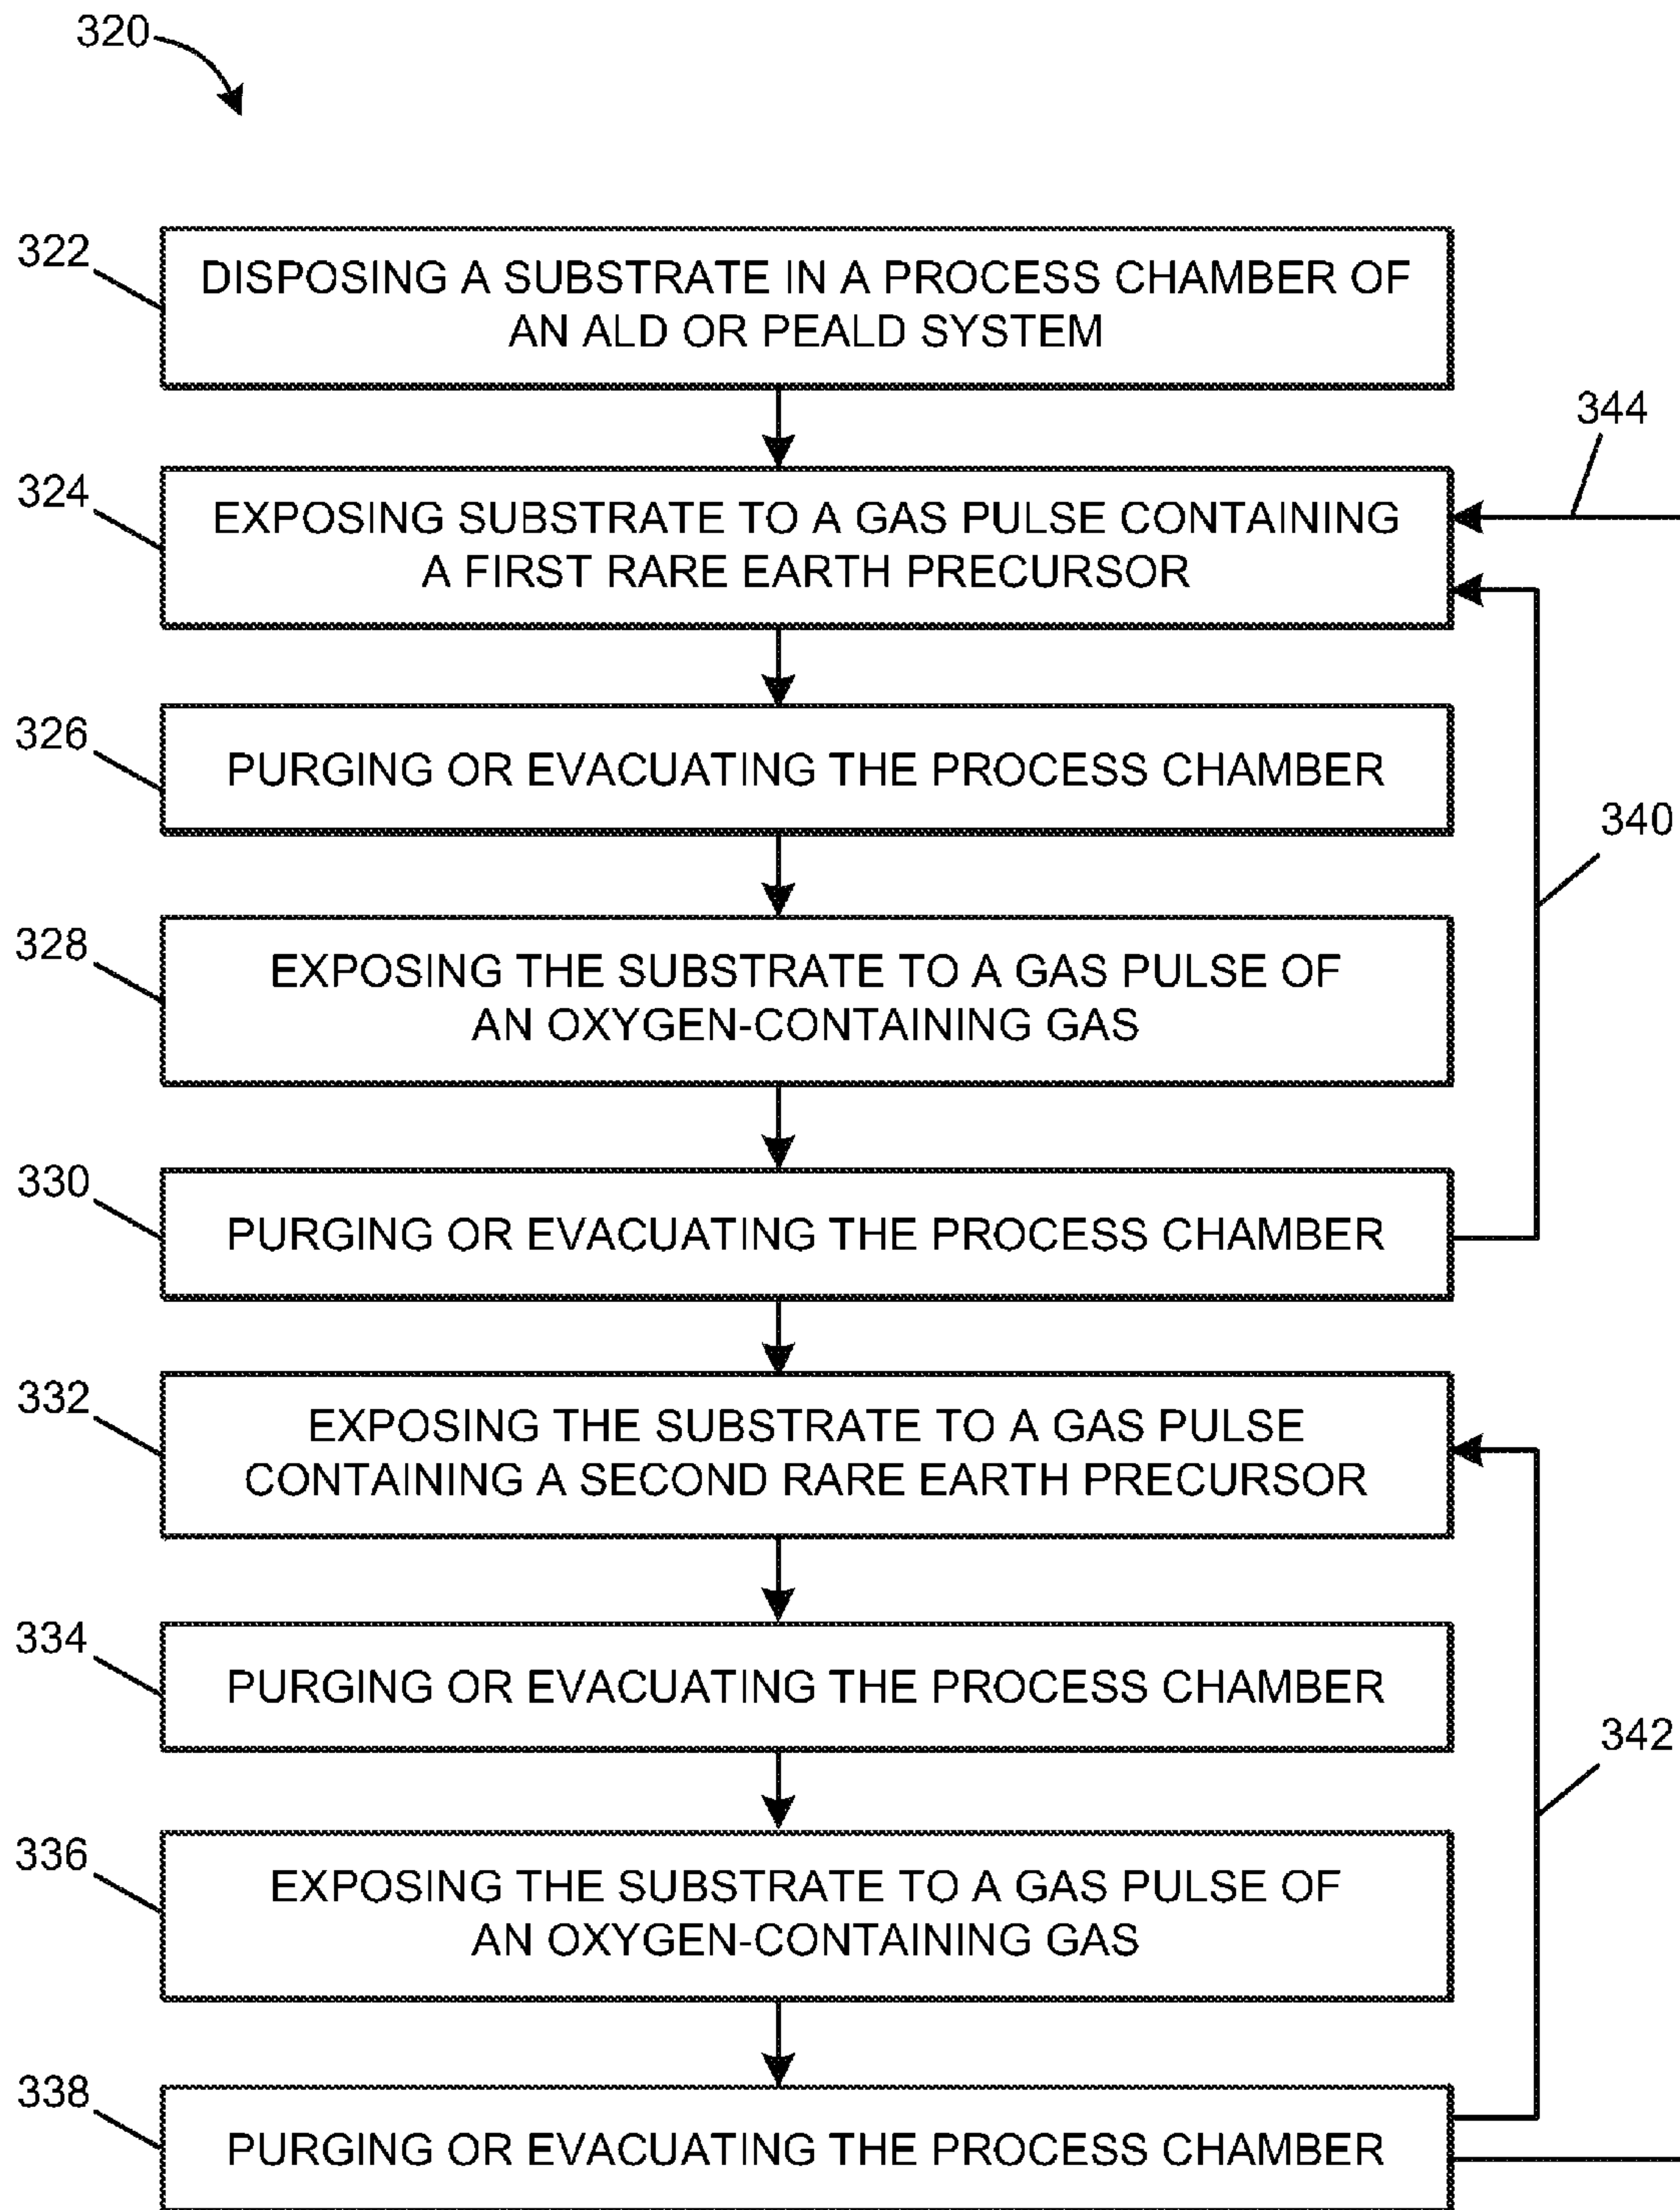 320
322
DISPOSING A SUBSTRATE IN A PROCESS CHAMBER OF
AN ALD OR PEALD SYSTEM
344
324
EXPOSING SUBSTRATE TO A GAS PULSE CONTAINING
A FIRST RARE EARTH PRECURSOR
326
PURGING OR EVACUATING THE PROCESS CHAMBER
340
328
EXPOSING THE SUBSTRATE TO A GAS PULSE OF
AN OXYGEN-CONTAINING GAS
330
PURGING OR EVACUATING THE PROCESS CHAMBER
332
EXPOSING THE SUBSTRATE TO A GAS PULSE
CONTAINING A SECOND RARE EARTH PRECURSOR
334
PURGING OR EVACUATING THE PROCESS CHAMBER
342
336
EXPOSING THE SUBSTRATE TO A GAS PULSE OF
AN OXYGEN-CONTAINING GAS
338
PURGING OR EVACUATING THE PROCESS CHAMBER